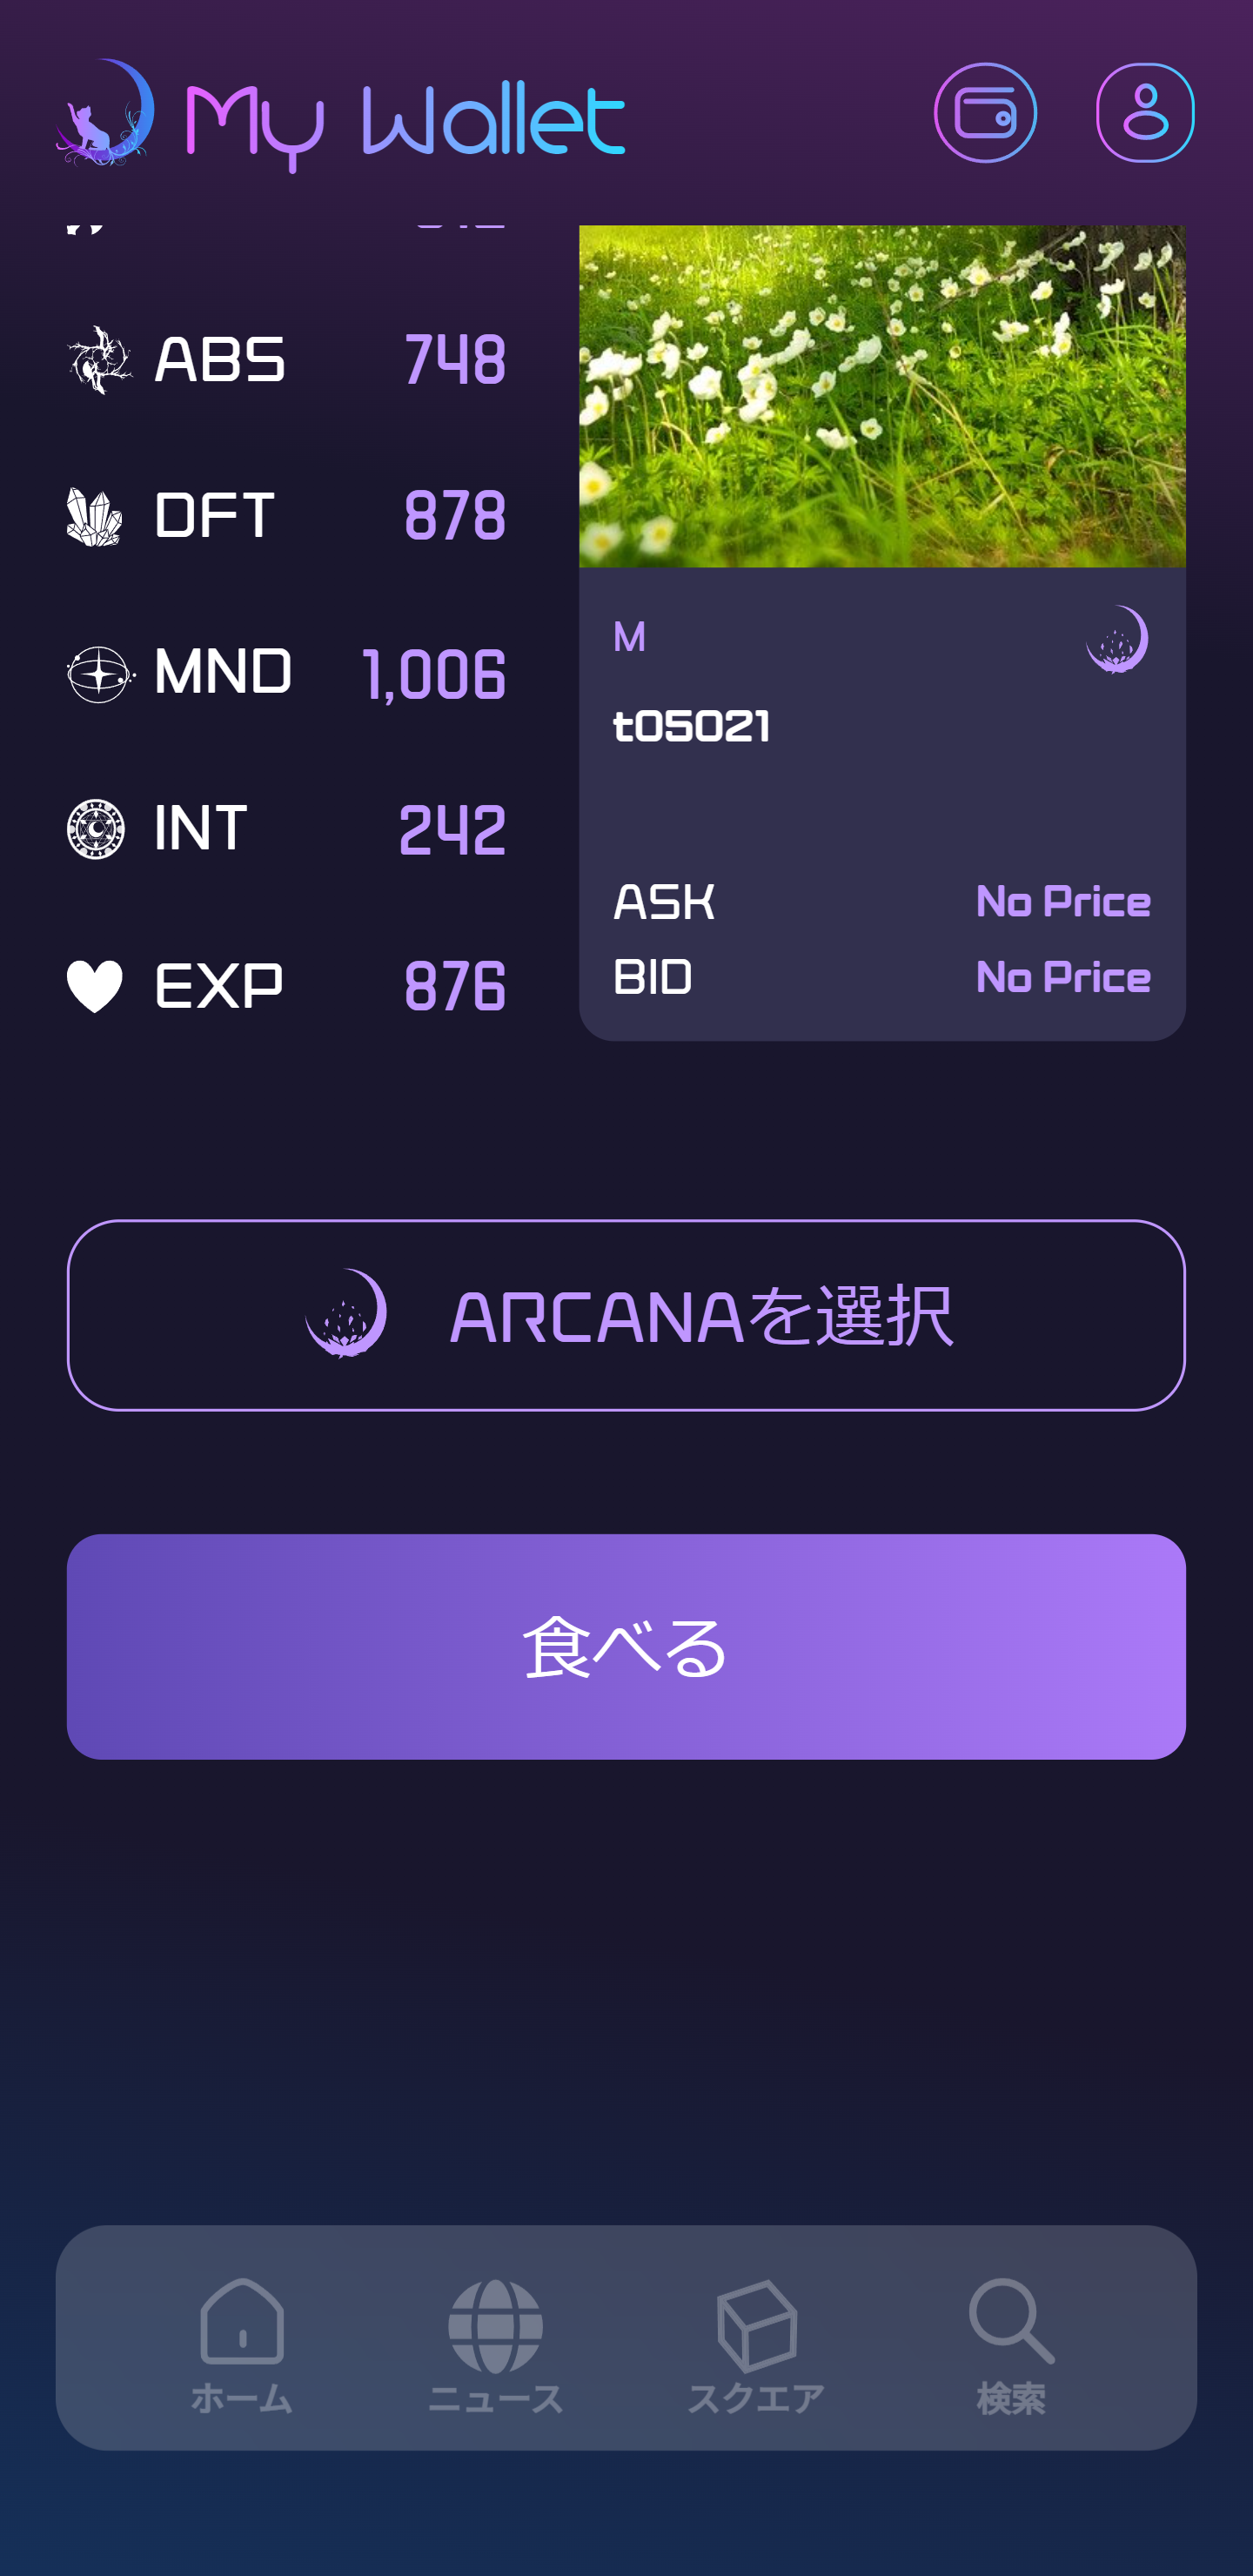 My Wallet
ABS 748
DFT 878
MND 1,006
INT 242
EXP 876
M
t05021
ASK No Price
BID No Price
ARCANAを選択
食べる
ホーム ニュース スクエア 検索